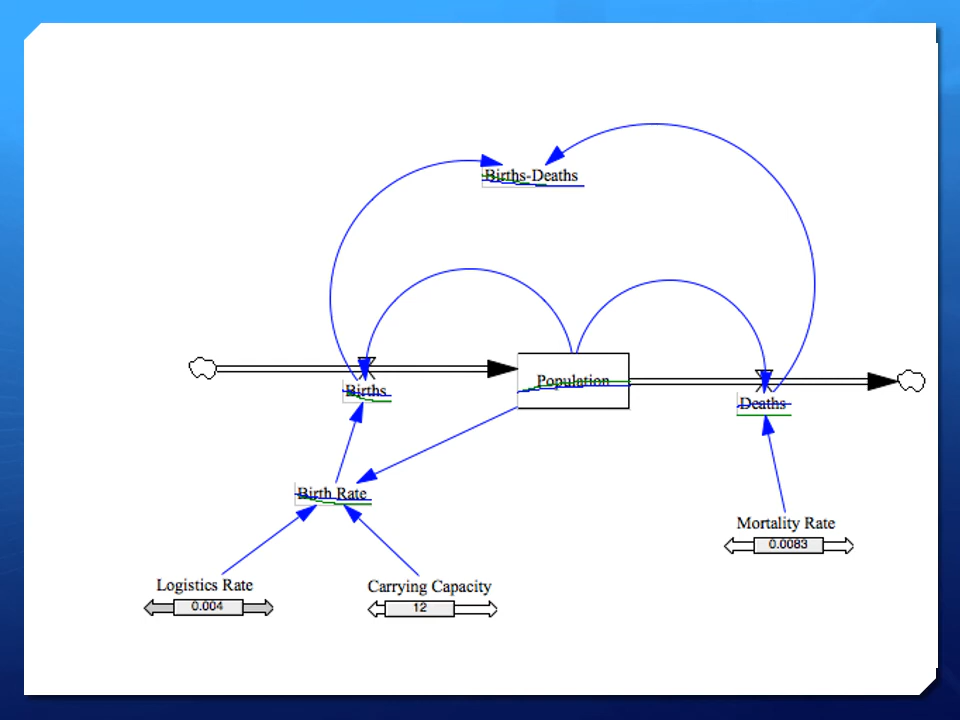 Births-Deaths
Births
Population
Deaths
Birth Rate
Mortality Rate
0.0083
Logistics Rate
0.004
Carrying Capacity
12